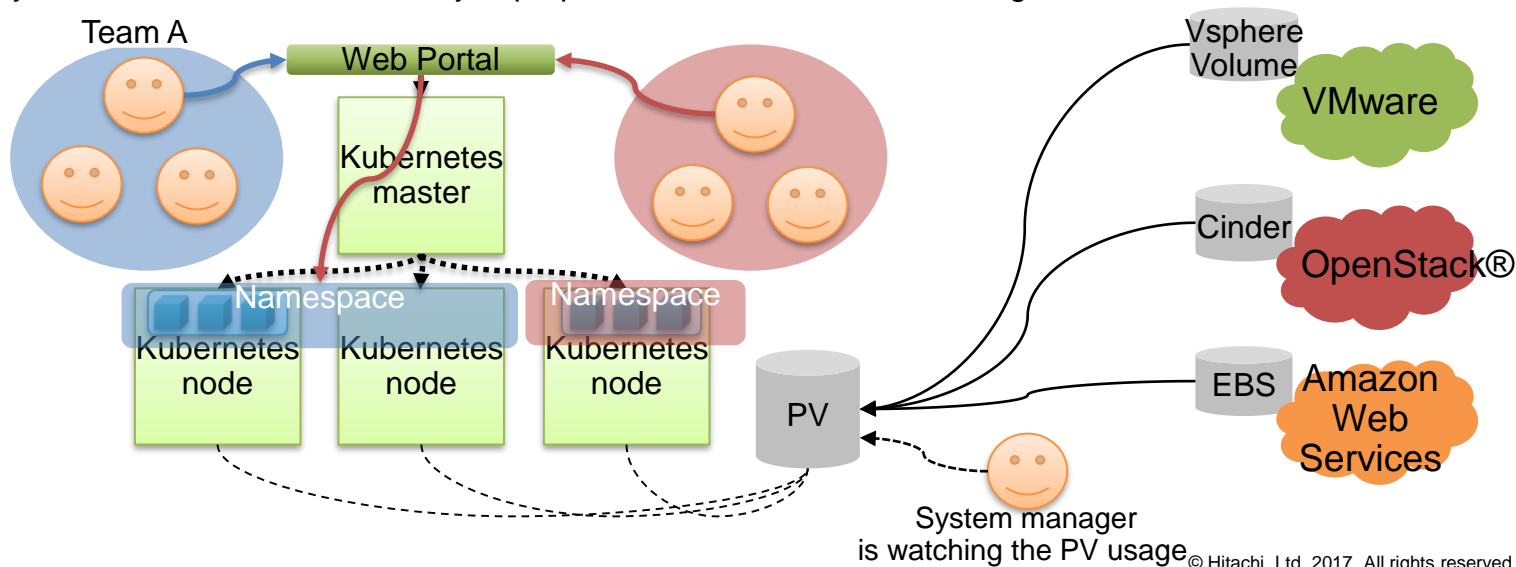 Team A
Web Portal
Kubernetes
master
Namespace
Namespace
Kubernetes
node
Kubernetes
node
Kubernetes
node
PV
Vsphere
Volume
VMware
Cinder
OpenStack®
EBS
Amazon
Web
Services
System manager
is watching the PV usage
© Hitachi, Ltd. 2017. All rights reserved